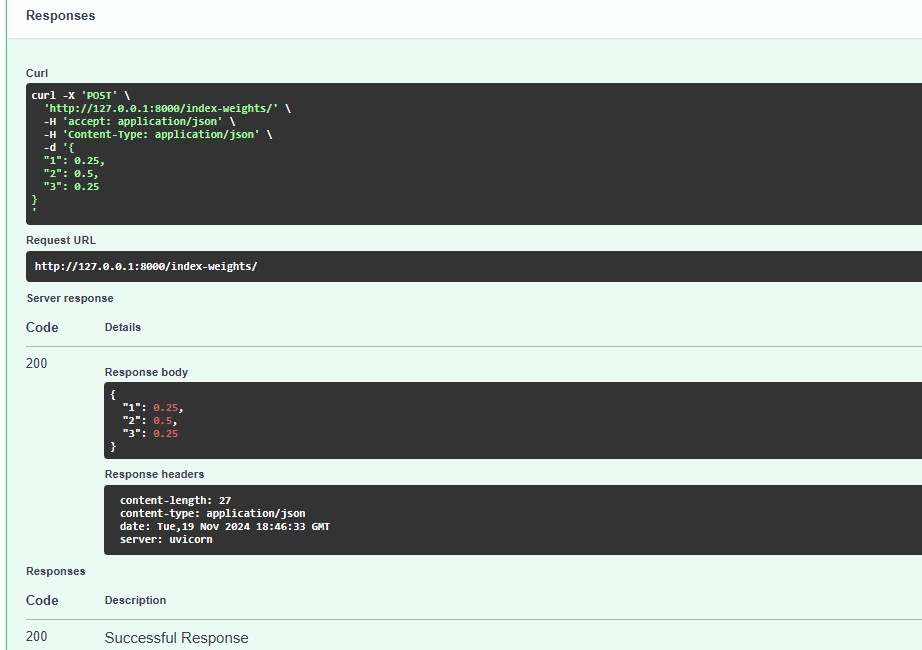 Responses
Curl
curl -X 'POST' \
  'http://127.0.0.1:8000/index-weights/' \
  -H 'accept: application/json' \
  -H 'Content-Type: application/json' \
  -d '{
  "1": 0.25,
  "2": 0.5,
  "3": 0.25
}
'
Request URL
http://127.0.0.1:8000/index-weights/
Server response
Code Details
200
Response body
{
  "1": 0.25,
  "2": 0.5,
  "3": 0.25
}
Response headers
content-length: 27
content-type: application/json
date: Tue,19 Nov 2024 18:46:33 GMT
server: uvicorn
Responses
Code Description
200 Successful Response